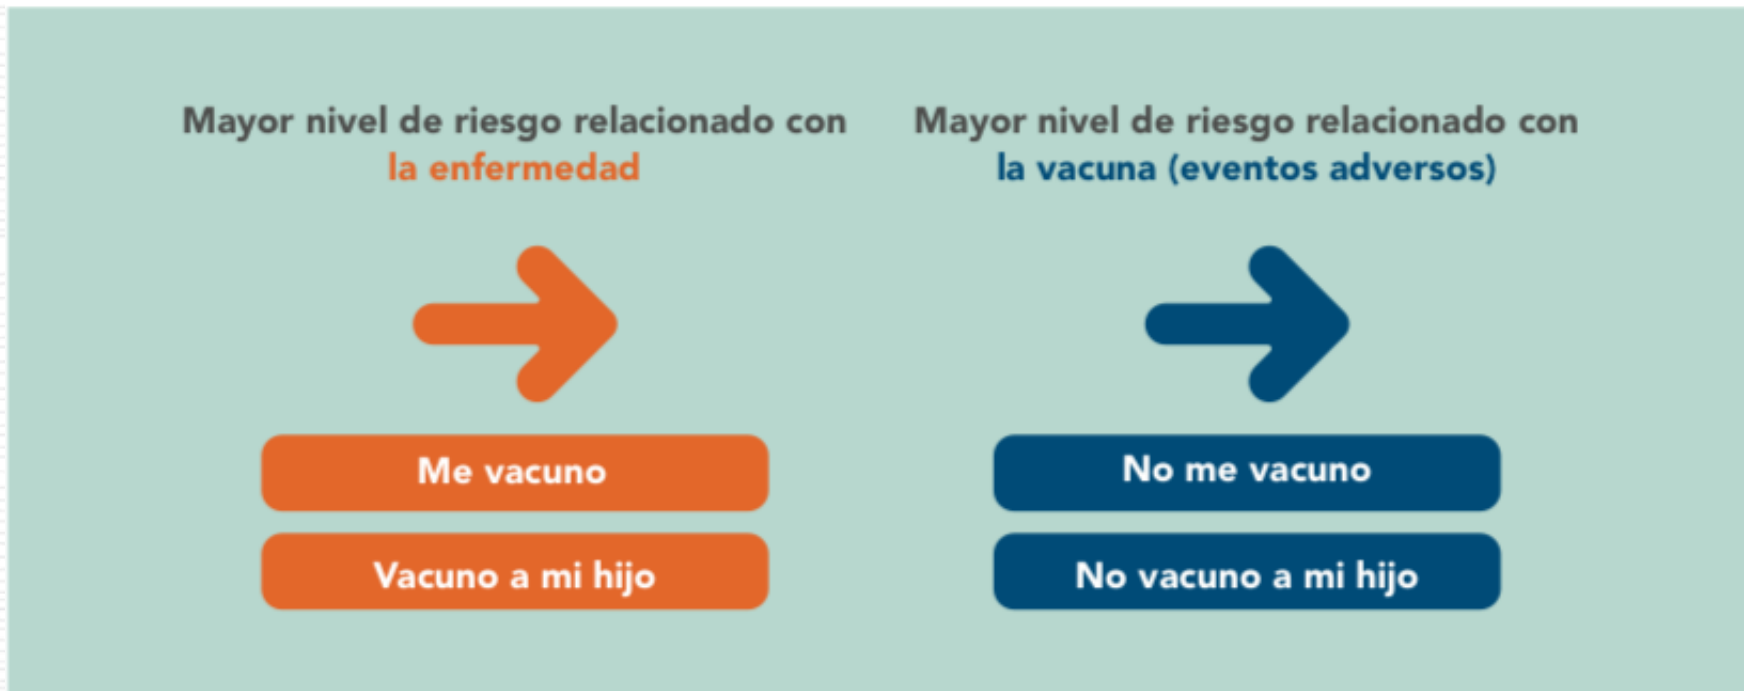 Mayor nivel de riesgo relacionado con
la enfermedad
Me vacuno
Vacuno a mi hijo
Mayor nivel de riesgo relacionado con
la vacuna (eventos adversos)
No me vacuno
No vacuno a mi hijo